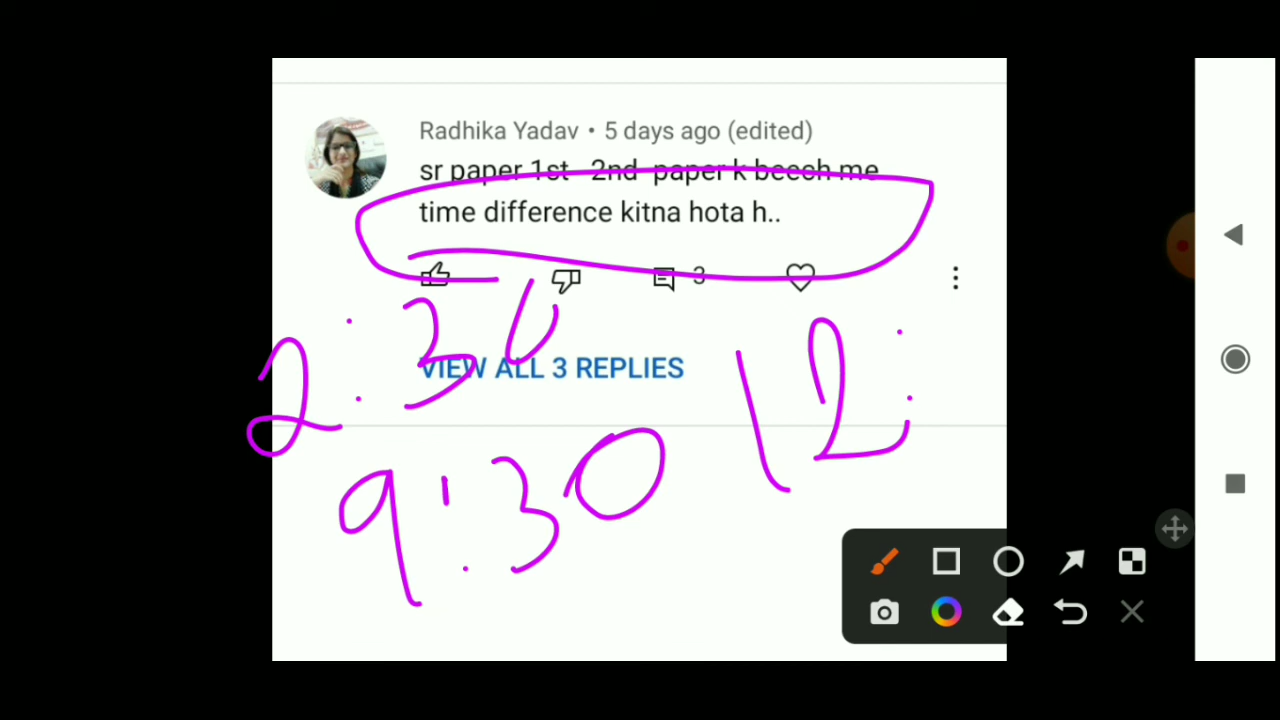 Radhika Yadav • 5 days ago (edited)
sr paper 1st 2nd paper k beech me
time difference kitna hota h..
3
2:30
12:
VIEW ALL 3 REPLIES
9:30